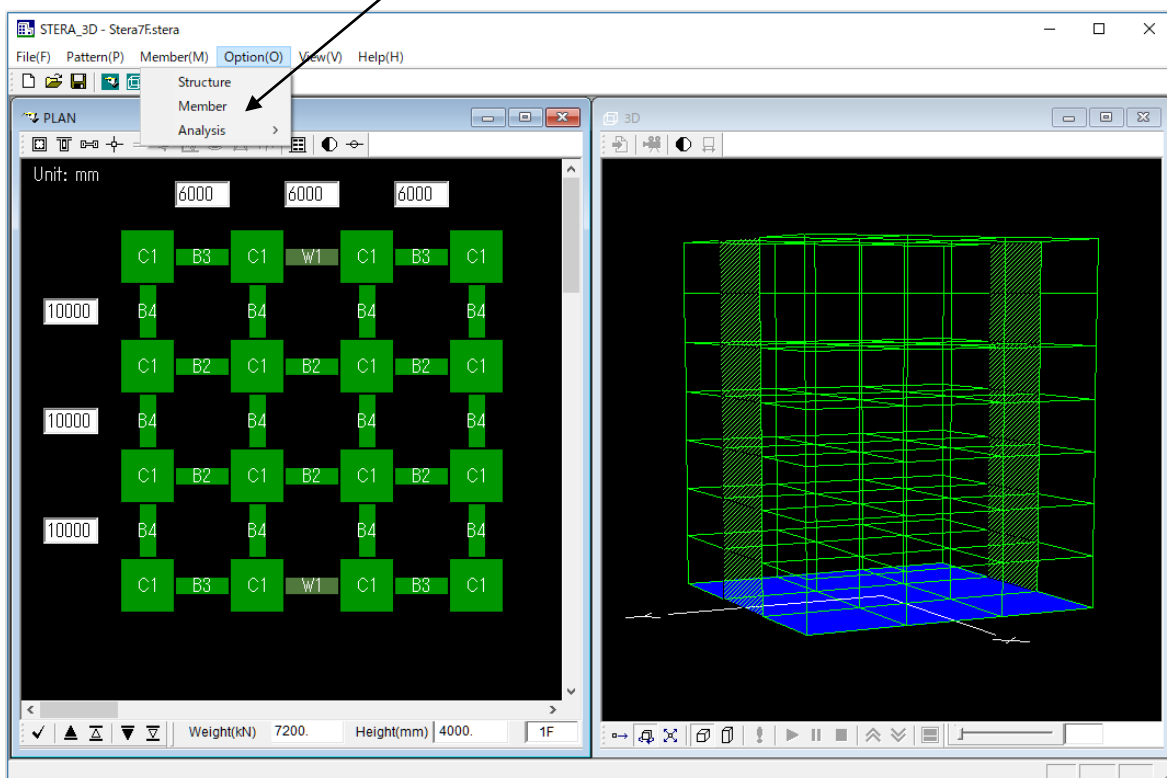 STERA_3D - Stera7F.stera
File(F) Pattern(P) Member(M) Option(O) View(V) Help(H)
Structure
Member
Analysis >
PLAN
Unit: mm
6000 6000 6000
C1 B3 C1 W1 C1 B3 C1
10000 B4 B4 B4 B4
C1 B2 C1 B2 C1 B2 C1
10000 B4 B4 B4 B4
C1 B2 C1 B2 C1 B2 C1
10000 B4 B4 B4 B4
C1 B3 C1 W1 C1 B3 C1
Weight(kN) 7200. Height(mm) 4000. 1F
3D